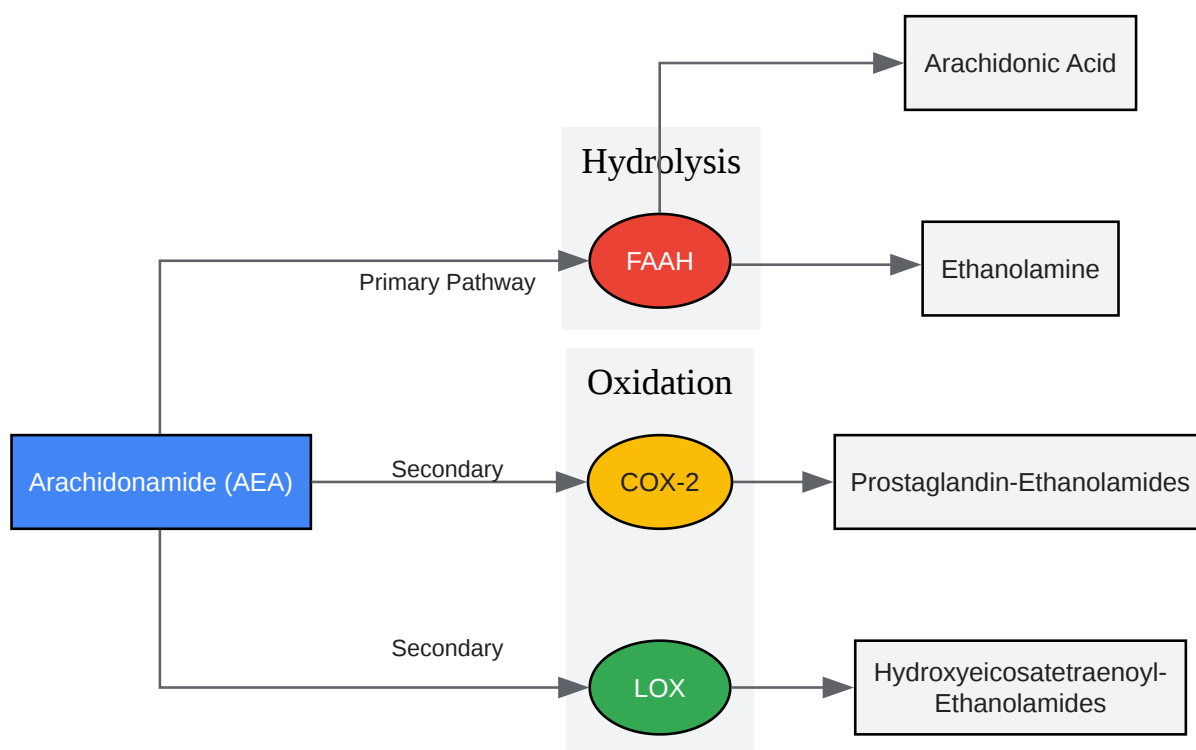 Arachidonic Acid
Hydrolysis
FAAH
Ethanolamine
Primary Pathway
Oxidation
Arachidonamide (AEA)
Secondary
COX-2
Prostaglandin-Ethanolamides
Secondary
LOX
Hydroxyeicosatetraenoyl-
Ethanolamides